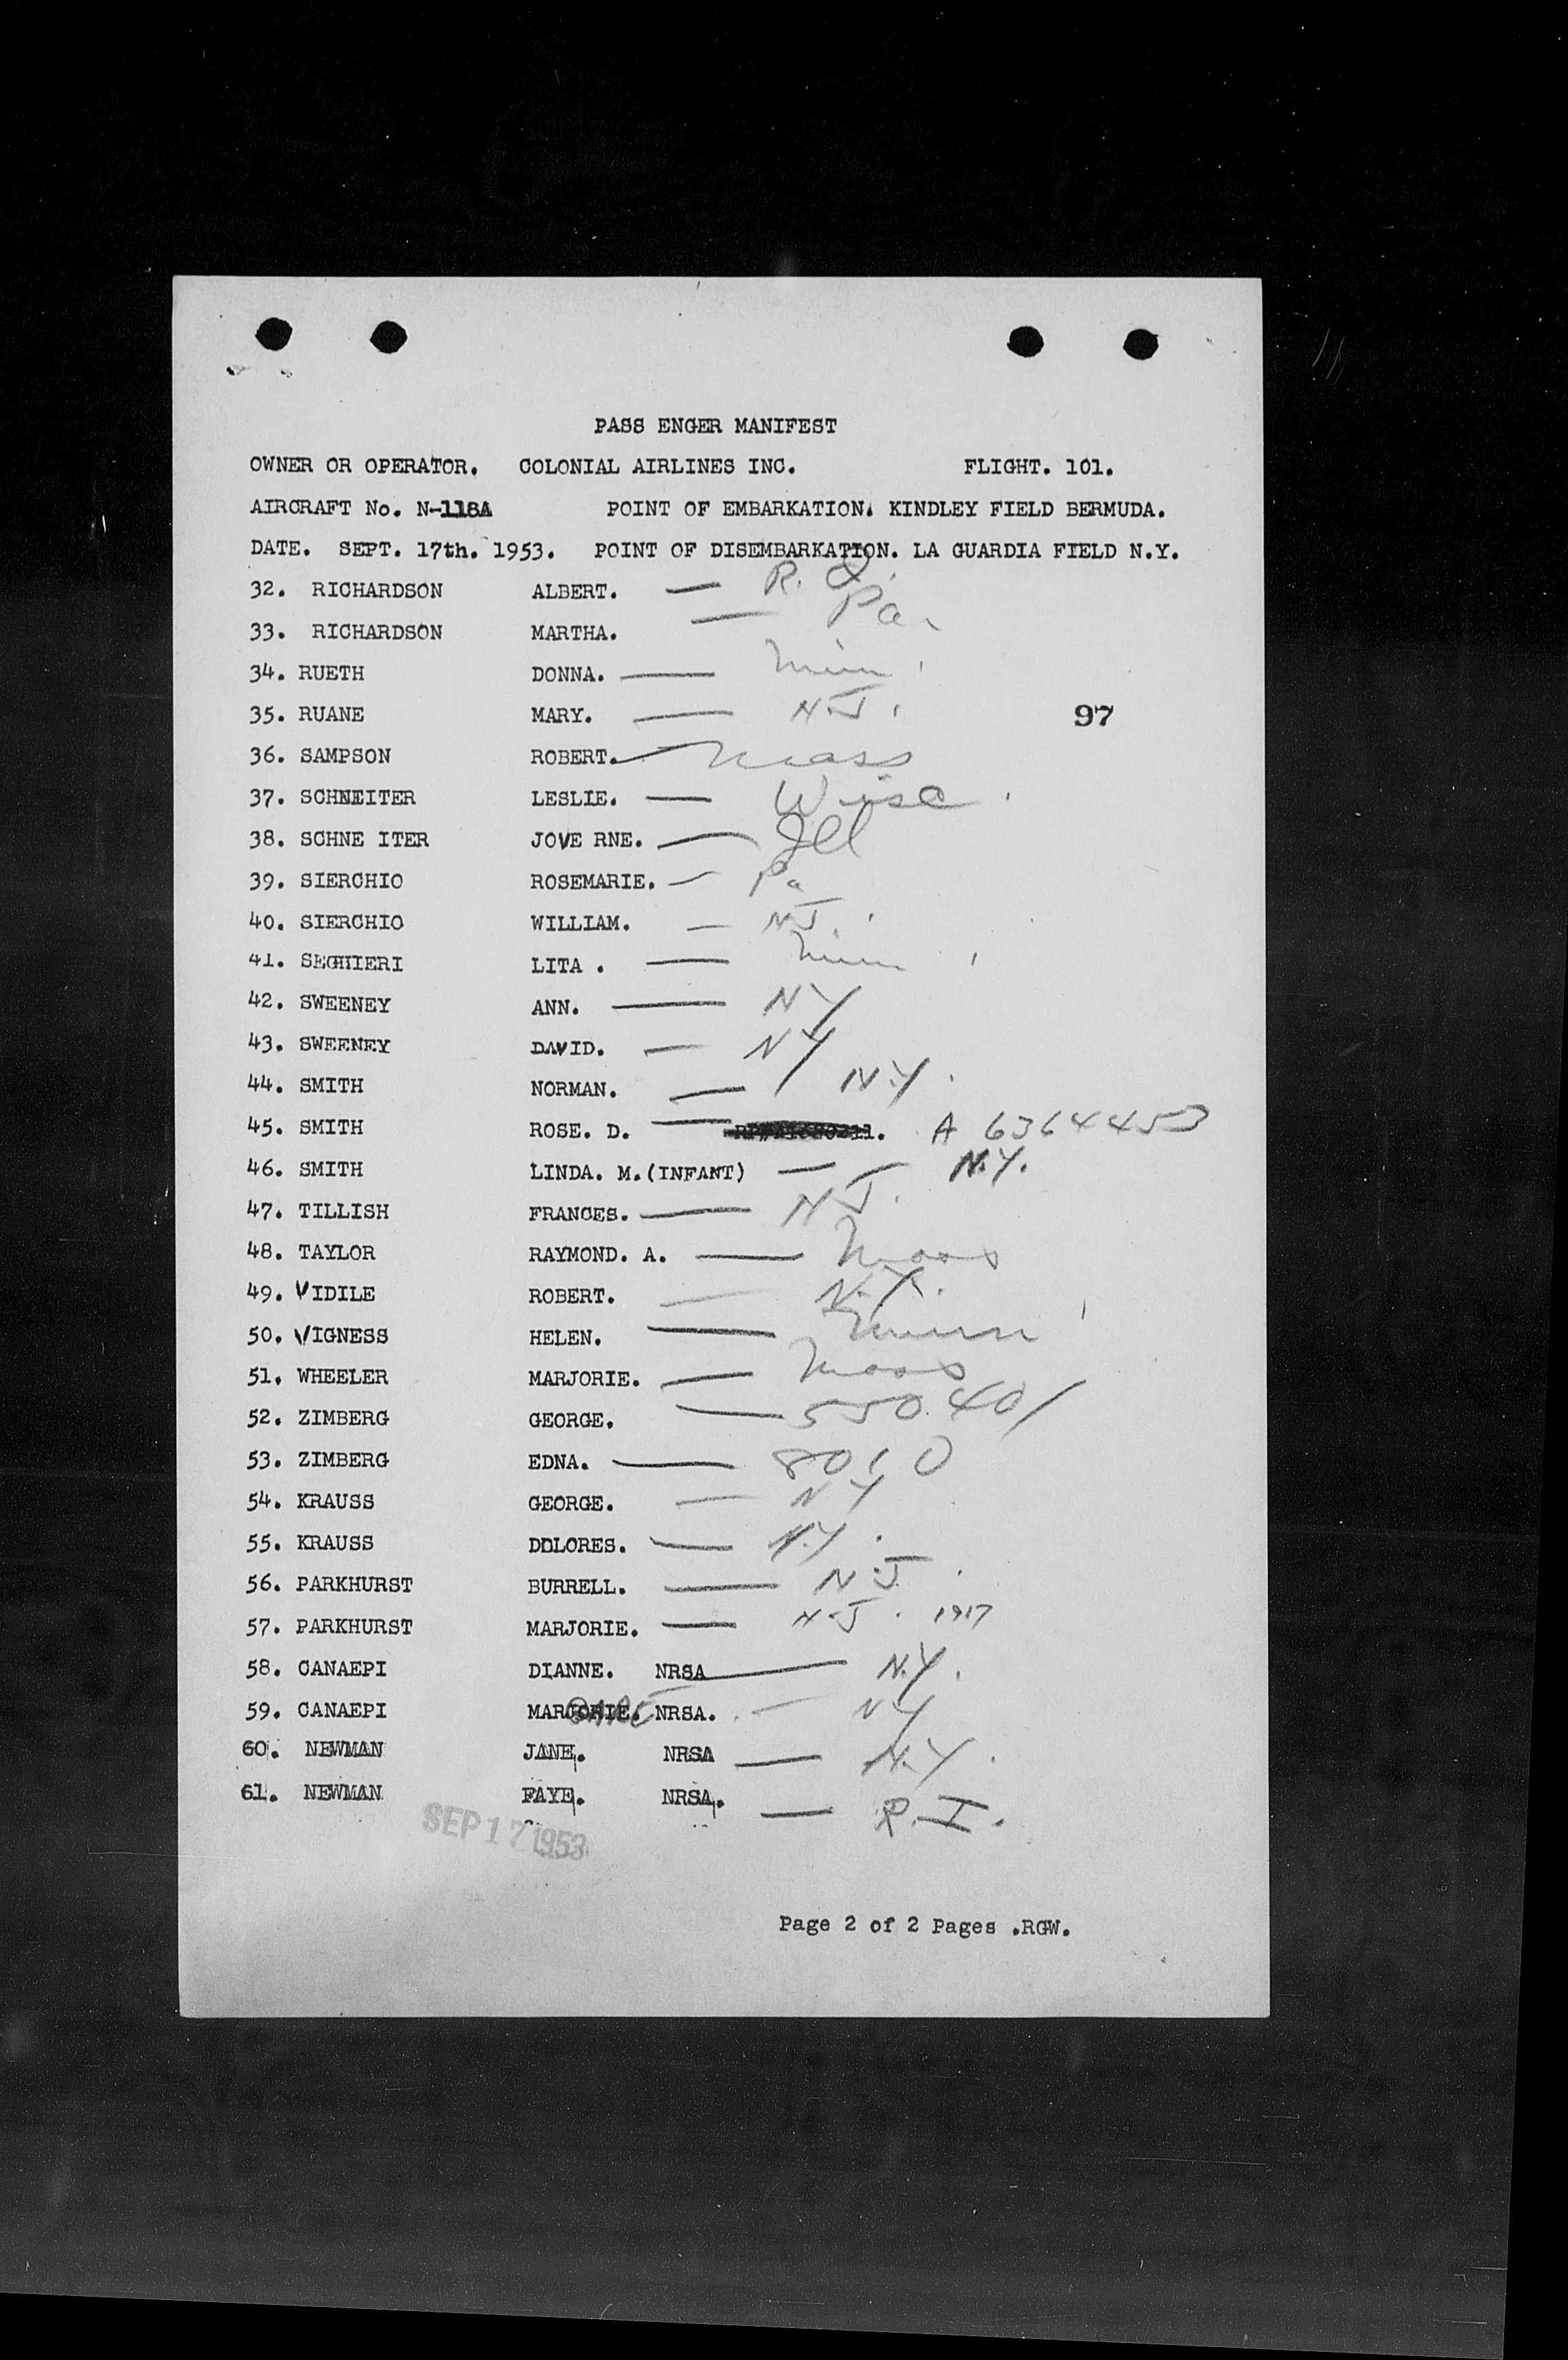 PASS ENGER MANIFEST
OWNER OR OPERATOR. COLONIAL AIRLINES INC. FLIGHT. 101.
AIRCRAFT No. N-118A POINT OF EMBARKATION. KINDLEY FIELD BERMUDA.
DATE. SEPT. 17th. 1953. POINT OF DISEMBARKATION. LA GUARDIA FIELD N.Y.
32. RICHARDSON ALBERT. — R. I.
33. RICHARDSON MARTHA. — Pa.
34. RUETH DONNA. — Minn
35. RUANE MARY. — N.J. 97
36. SAMPSON ROBERT. — Mass
37. SCHNEITER LESLIE. — Wisc
38. SCHNE ITER JOVE RNE. — Ill
39. SIERCHIO ROSEMARIE. — Pa
40. SIERCHIO WILLIAM. — NJ.
41. SEGHIERI LITA . — Minn
42. SWEENEY ANN. — NY
43. SWEENEY DAVID. — NY
44. SMITH NORMAN. — N.Y.
45. SMITH ROSE. D. — A 6364453
46. SMITH LINDA. M.(INFANT) — N.Y.
47. TILLISH FRANCES. — NJ.
48. TAYLOR RAYMOND. A. — Mass
49. VIDILE ROBERT. — N.Y.
50. VIGNESS HELEN. — Minn
51. WHEELER MARJORIE. — Mass
52. ZIMBERG GEORGE. — 550401
53. ZIMBERG EDNA. — 8010
54. KRAUSS GEORGE. — NY
55. KRAUSS DOLORES. — N.Y.
56. PARKHURST BURRELL. — N.J.
57. PARKHURST MARJORIE. — N.J. 1917
58. CANAEPI DIANNE. NRSA — N.Y.
59. CANAEPI MARJORIE. NRSA. — NY
60. NEWMAN JANE. NRSA — N.Y.
61. NEWMAN FAYE. NRSA. — R.I.
SEP 17 1953
Page 2 of 2 Pages .RGW.